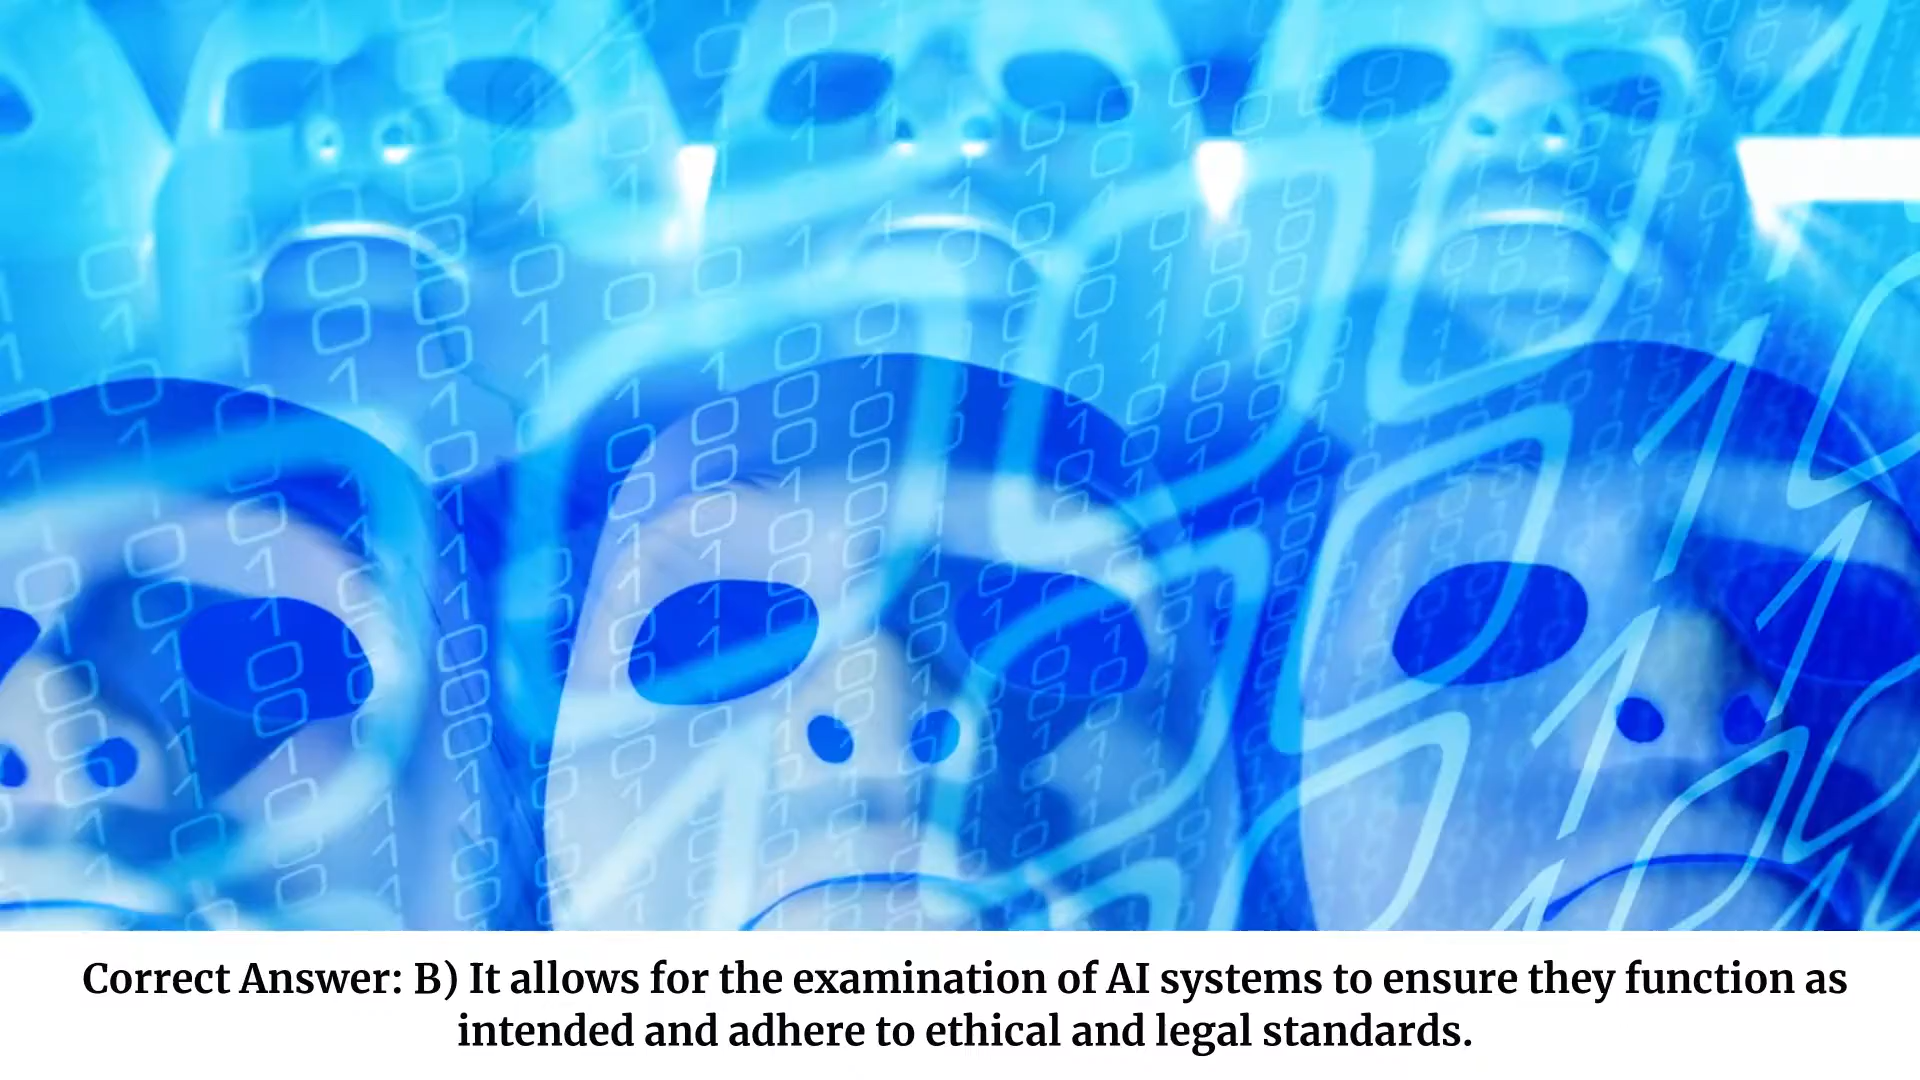 Correct Answer: B) It allows for the examination of AI systems to ensure they function as
intended and adhere to ethical and legal standards.